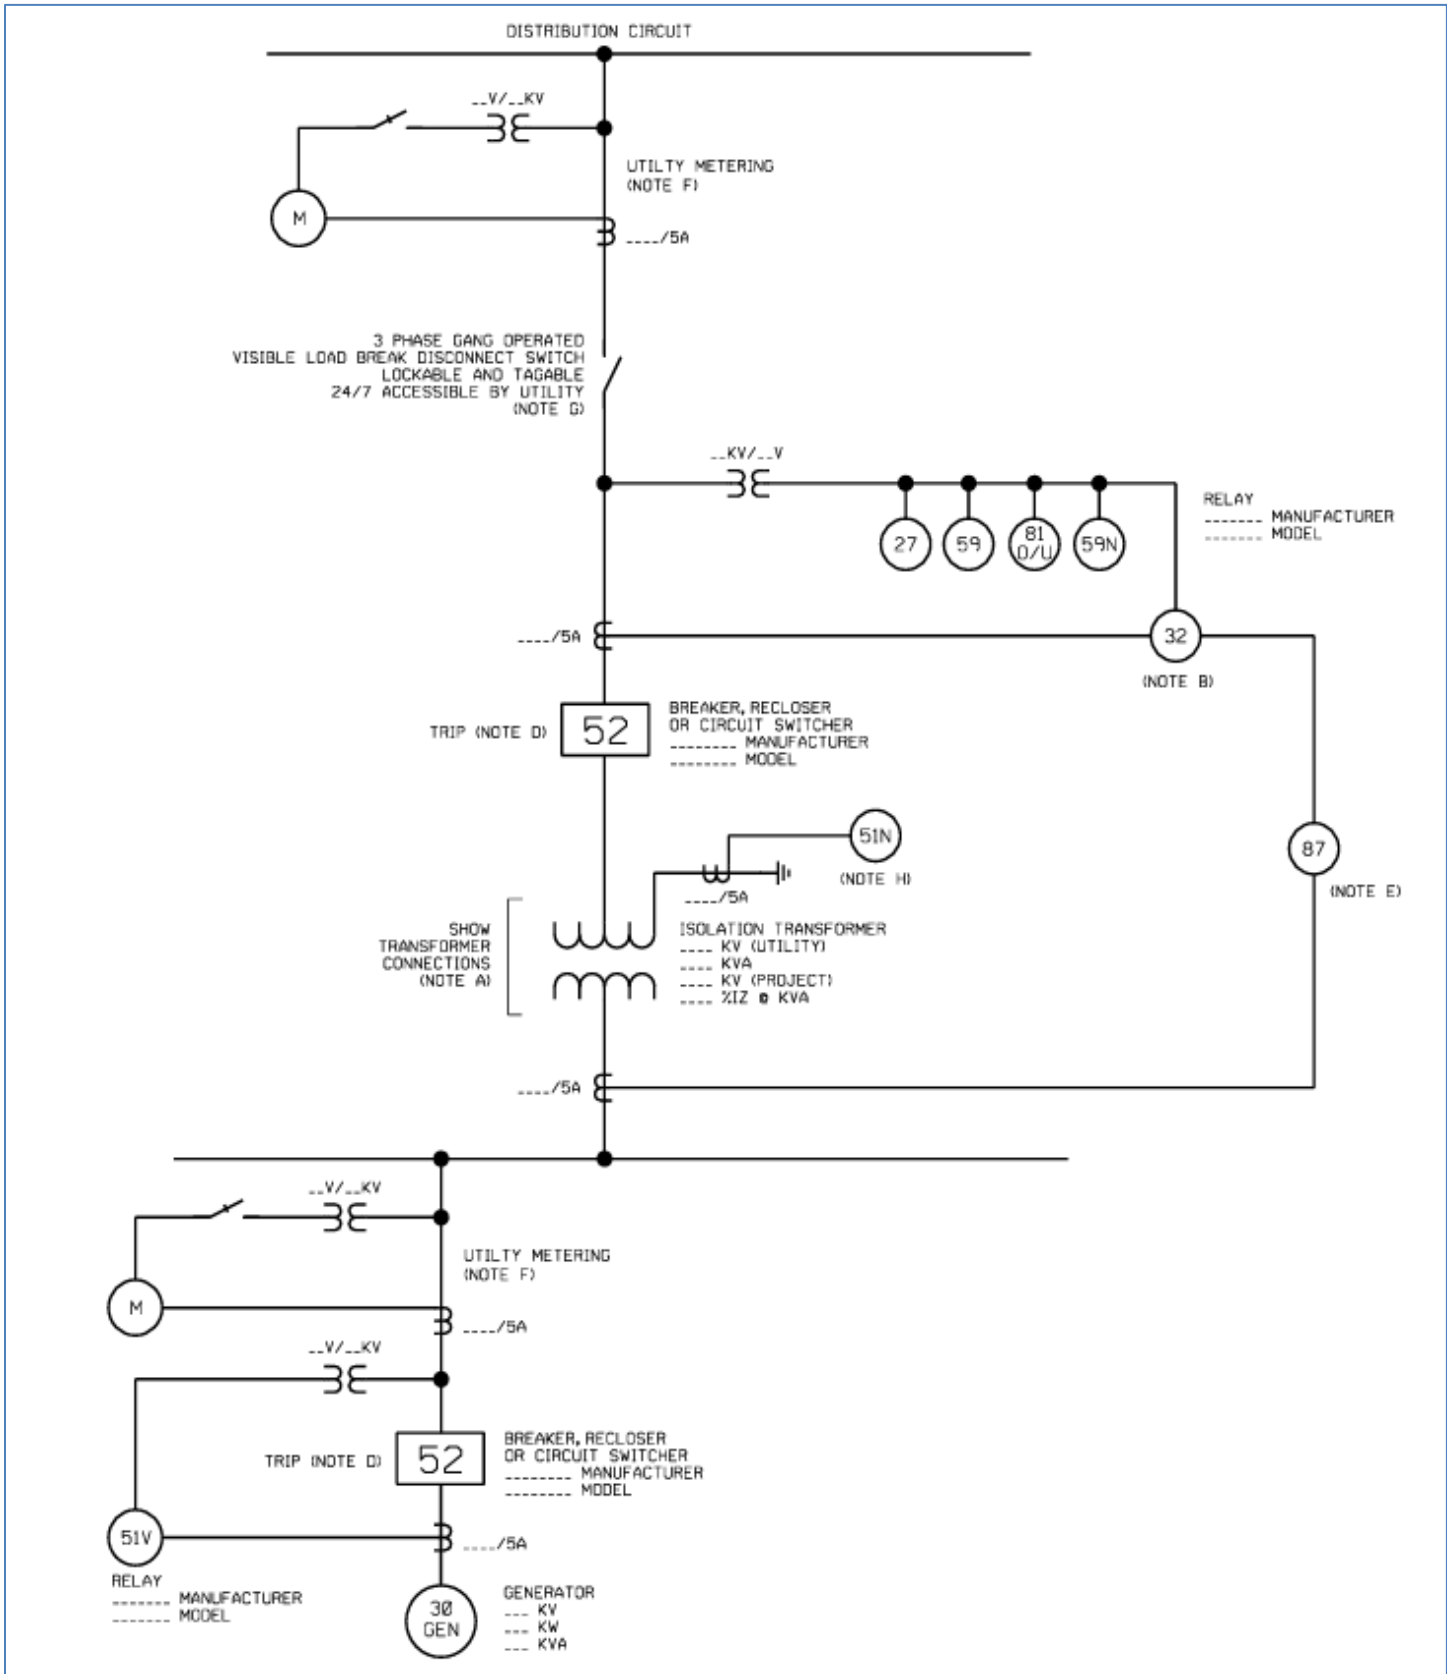 DISTRIBUTION CIRCUIT
__V/__KV
UTILTY METERING
(NOTE F)
M
____/5A
3 PHASE GANG OPERATED
VISIBLE LOAD BREAK DISCONNECT SWITCH
LOCKABLE AND TAGABLE
24/7 ACCESSIBLE BY UTILITY
(NOTE G)
__KV/__V
RELAY
_______ MANUFACTURER
_______ MODEL
27
59
81
O/U
59N
____/5A
32
(NOTE B)
TRIP (NOTE D)
52
BREAKER, RECLOSER
OR CIRCUIT SWITCHER
________ MANUFACTURER
________ MODEL
51N
(NOTE H)
____/5A
87
(NOTE E)
SHOW
TRANSFORMER
CONNECTIONS
(NOTE A)
ISOLATION TRANSFORMER
____ KV (UTILITY)
____ KVA
____ KV (PROJECT)
____ %IZ @ KVA
____/5A
__V/__KV
UTILTY METERING
(NOTE F)
M
____/5A
__V/__KV
TRIP (NOTE D)
52
BREAKER, RECLOSER
OR CIRCUIT SWITCHER
________ MANUFACTURER
________ MODEL
51V
____/5A
RELAY
_______ MANUFACTURER
_______ MODEL
30
GEN
GENERATOR
___ KV
___ KW
___ KVA